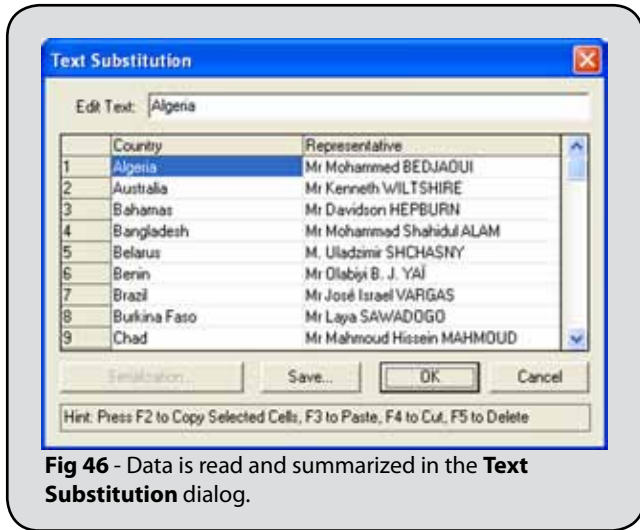 Text Substitution
Edit Text: Algeria
Country Representative
1 Algeria Mr Mohammed BEDJAOUI
2 Australia Mr Kenneth WILTSHIRE
3 Bahamas Mr Davidson HEPBURN
4 Bangladesh Mr Mohammad Shahidul ALAM
5 Belarus M. Uladzimir SHCHASNY
6 Benin Mr Olabiyi B. J. YAÏ
7 Brazil Mr José Israel VARGAS
8 Burkina Faso Mr Laya SAWADOGO
9 Chad Mr Mahmoud Hissein MAHMOUD
Serialization... Save... OK Cancel
Hint: Press F2 to Copy Selected Cells, F3 to Paste, F4 to Cut, F5 to Delete
Fig 46 - Data is read and summarized in the Text
Substitution dialog.